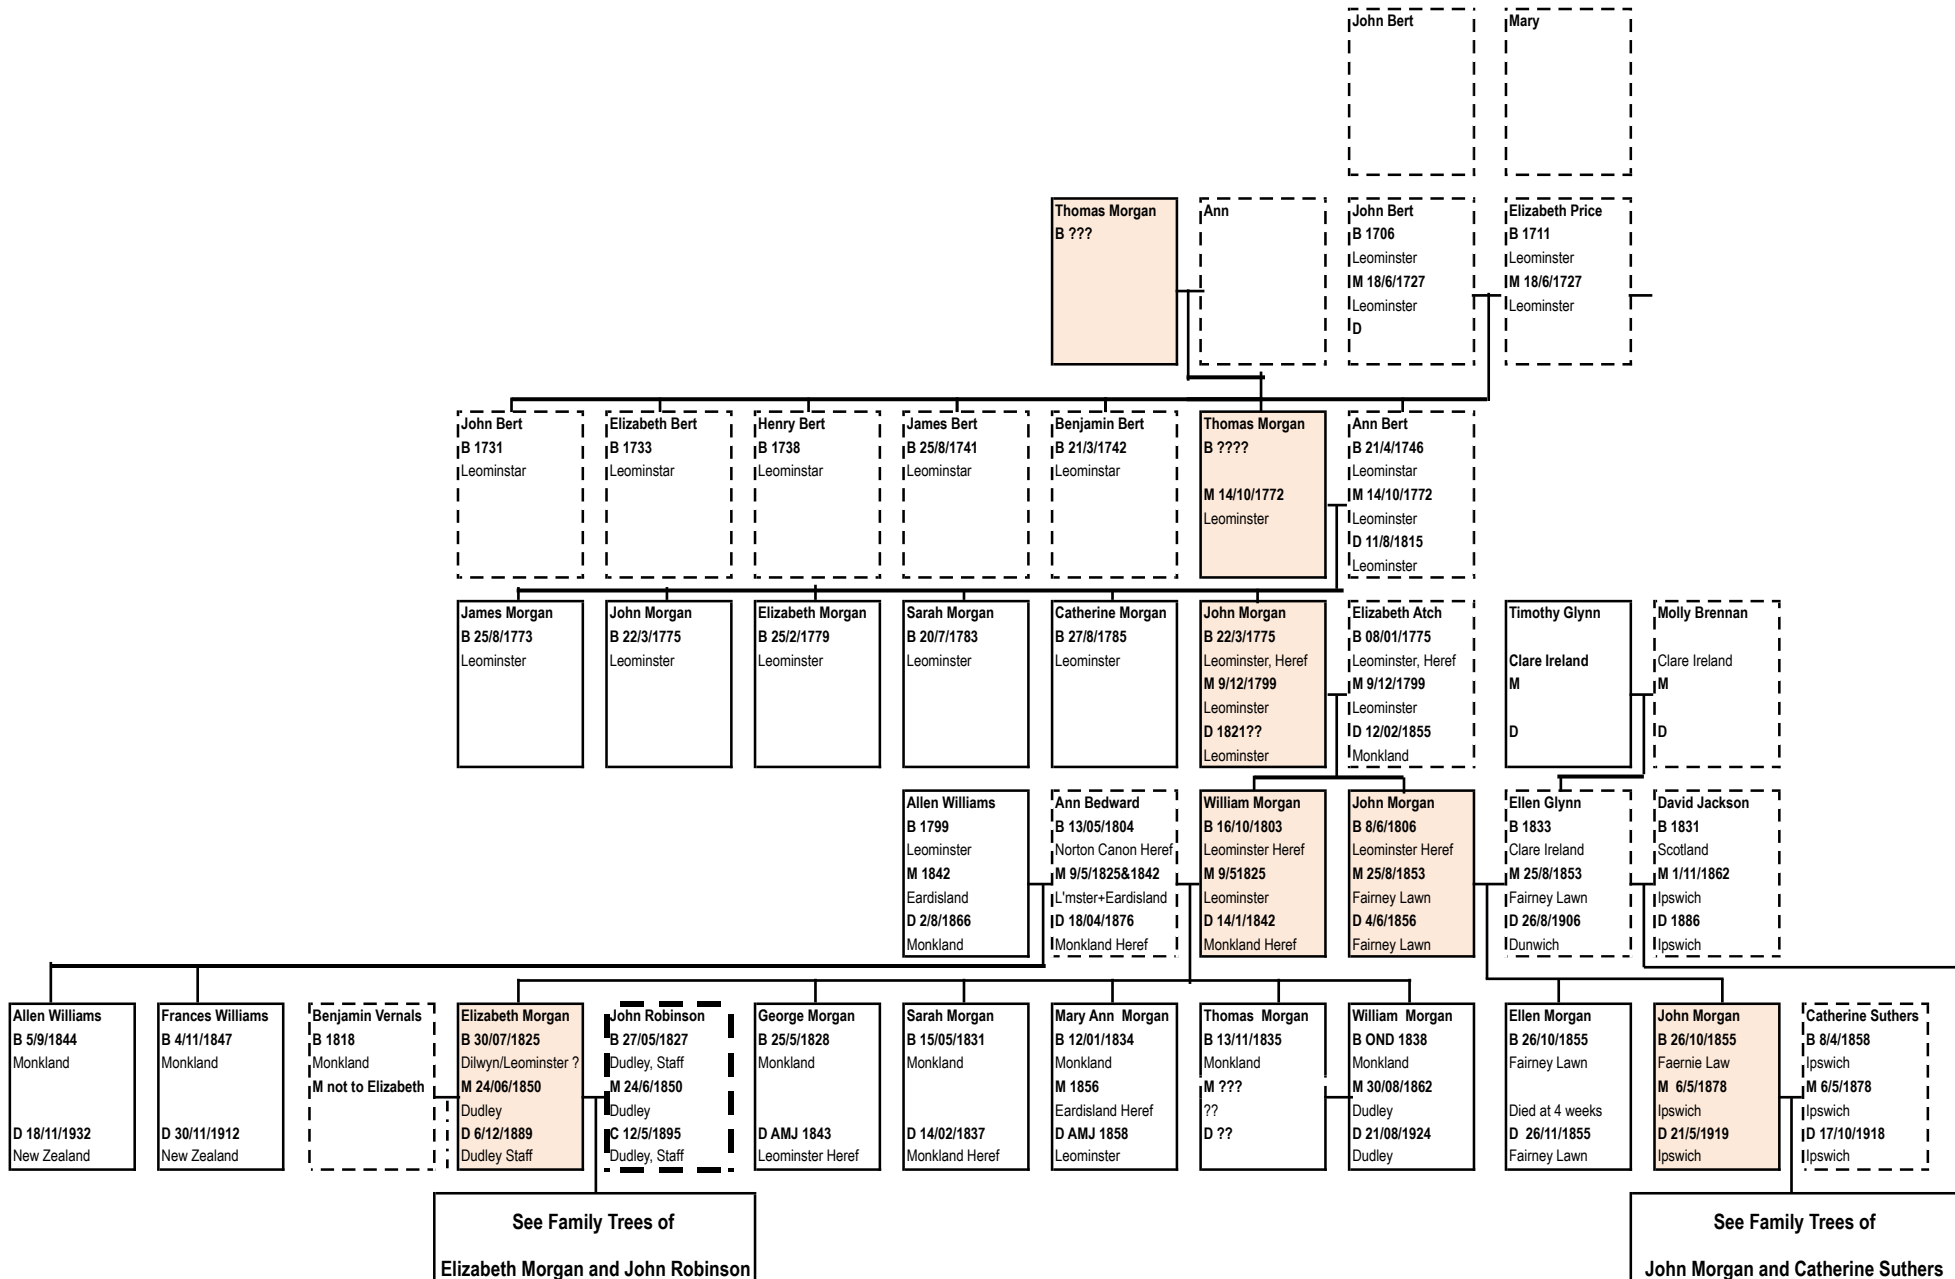 John Bert
Mary
Thomas Morgan
B ???
Ann
John Bert
B 1706
Leominster
M 18/6/1727
Leominster
D
Elizabeth Price
B 1711
Leominster
M 18/6/1727
Leominster
John Bert
B 1731
Leominstar
Elizabeth Bert
B 1733
Leominstar
Henry Bert
B 1738
Leominstar
James Bert
B 25/8/1741
Leominstar
Benjamin Bert
B 21/3/1742
Leominstar
Thomas Morgan
B ????
M 14/10/1772
Leominster
Ann Bert
B 21/4/1746
Leominstar
M 14/10/1772
Leominster
D 11/8/1815
Leominster
James Morgan
B 25/8/1773
Leominster
John Morgan
B 22/3/1775
Leominster
Elizabeth Morgan
B 25/2/1779
Leominster
Sarah Morgan
B 20/7/1783
Leominster
Catherine Morgan
B 27/8/1785
Leominster
John Morgan
B 22/3/1775
Leominster, Heref
M 9/12/1799
Leominster
D 1821??
Leominster
Elizabeth Atch
B 08/01/1775
Leominster, Heref
M 9/12/1799
Leominster
D 12/02/1855
Monkland
Timothy Glynn
Clare Ireland
M
D
Molly Brennan
Clare Ireland
M
D
Allen Williams
B 1799
Leominster
M 1842
Eardisland
D 2/8/1866
Monkland
Ann Bedward
B 13/05/1804
Norton Canon Heref
M 9/5/1825&1842
L'mster+Eardisland
D 18/04/1876
Monkland Heref
William Morgan
B 16/10/1803
Leominster Heref
M 9/51825
Leominster
D 14/1/1842
Monkland Heref
John Morgan
B 8/6/1806
Leominster Heref
M 25/8/1853
Fairney Lawn
D 4/6/1856
Fairney Lawn
Ellen Glynn
B 1833
Clare Ireland
M 25/8/1853
Fairney Lawn
D 26/8/1906
Dunwich
David Jackson
B 1831
Scotland
M 1/11/1862
Ipswich
D 1886
Ipswich
Allen Williams
B 5/9/1844
Monkland
D 18/11/1932
New Zealand
Frances Williams
B 4/11/1847
Monkland
D 30/11/1912
New Zealand
Benjamin Vernals
B 1818
Monkland
M not to Elizabeth
Elizabeth Morgan
B 30/07/1825
Dilwyn/Leominster ?
M 24/06/1850
Dudley
D 6/12/1889
Dudley Staff
John Robinson
B 27/05/1827
Dudley, Staff
M 24/6/1850
Dudley
C 12/5/1895
Dudley, Staff
George Morgan
B 25/5/1828
Monkland
D AMJ 1843
Leominster Heref
Sarah Morgan
B 15/05/1831
Monkland
D 14/02/1837
Monkland Heref
Mary Ann Morgan
B 12/01/1834
Monkland
M 1856
Eardisland Heref
D AMJ 1858
Leominster
Thomas Morgan
B 13/11/1835
Monkland
M ???
??
D ??
William Morgan
B OND 1838
Monkland
M 30/08/1862
Dudley
D 21/08/1924
Dudley
Ellen Morgan
B 26/10/1855
Fairney Lawn
Died at 4 weeks
D 26/11/1855
Fairney Lawn
John Morgan
B 26/10/1855
Faernie Law
M 6/5/1878
Ipswich
D 21/5/1919
Ipswich
Catherine Suthers
B 8/4/1858
Ipswich
M 6/5/1878
Ipswich
D 17/10/1918
Ipswich
See Family Trees of
Elizabeth Morgan and John Robinson
See Family Trees of
John Morgan and Catherine Suthers